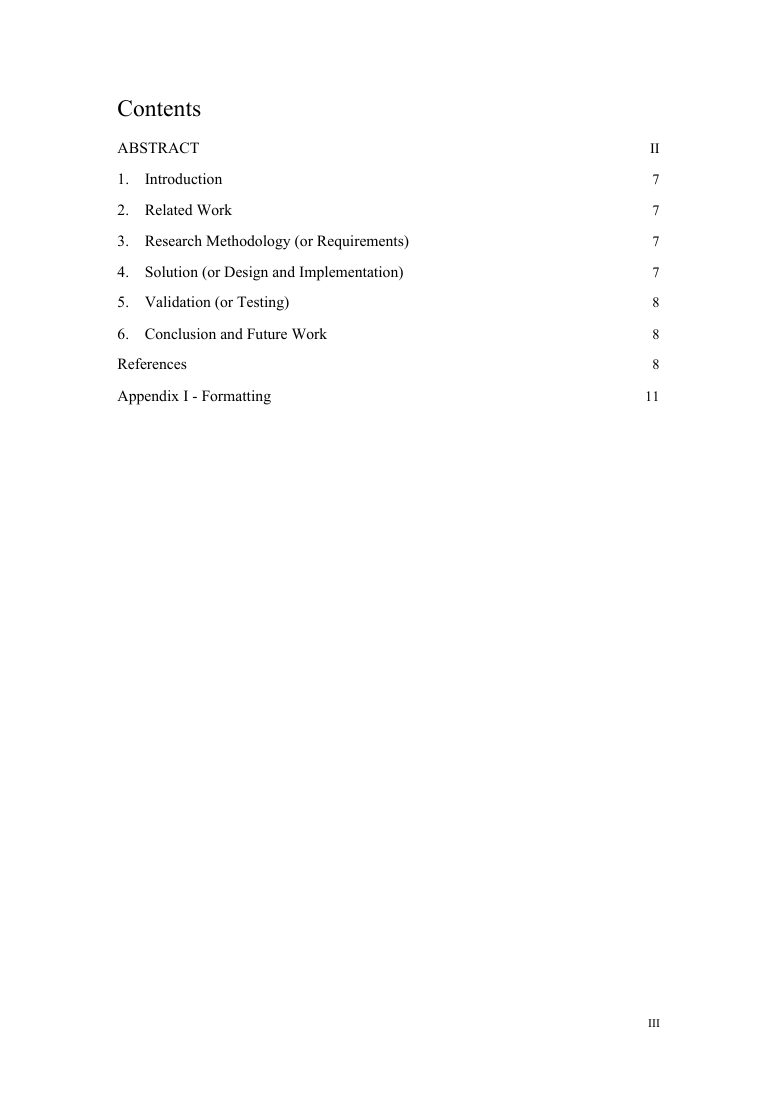 Contents
ABSTRACT II
1. Introduction 7
2. Related Work 7
3. Research Methodology (or Requirements) 7
4. Solution (or Design and Implementation) 7
5. Validation (or Testing) 8
6. Conclusion and Future Work 8
References 8
Appendix I - Formatting 11
III